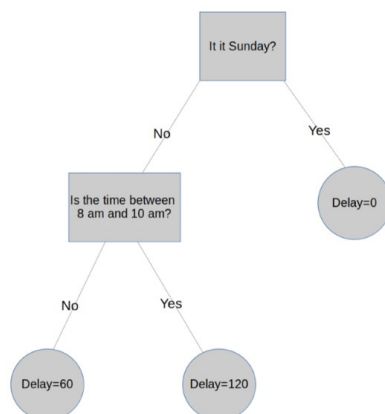 It it Sunday?
No
Yes
Is the time between
8 am and 10 am?
Delay=0
No
Yes
Delay=60
Delay=120